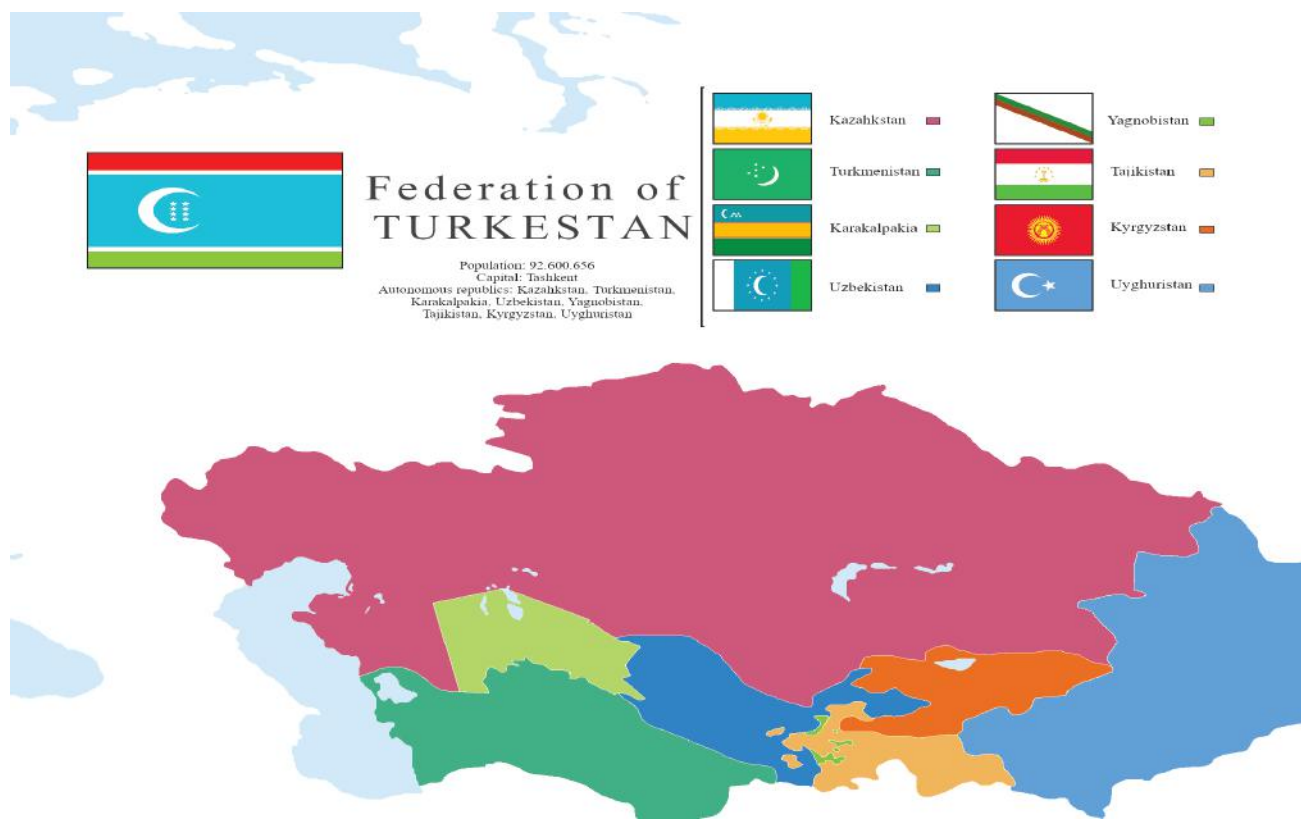 Federation of
TURKESTAN
Population: 92.600.656
Capital: Tashkent
Autonomous republics: Kazahkstan, Turkmenistan,
Karakalpakia, Uzbekistan, Yagnobistan,
Tajikistan, Kyrgyzstan, Uyghuristan
Kazahkstan
Turkmenistan
Karakalpakia
Uzbekistan
Yagnobistan
Tajikistan
Kyrgyzstan
Uyghuristan